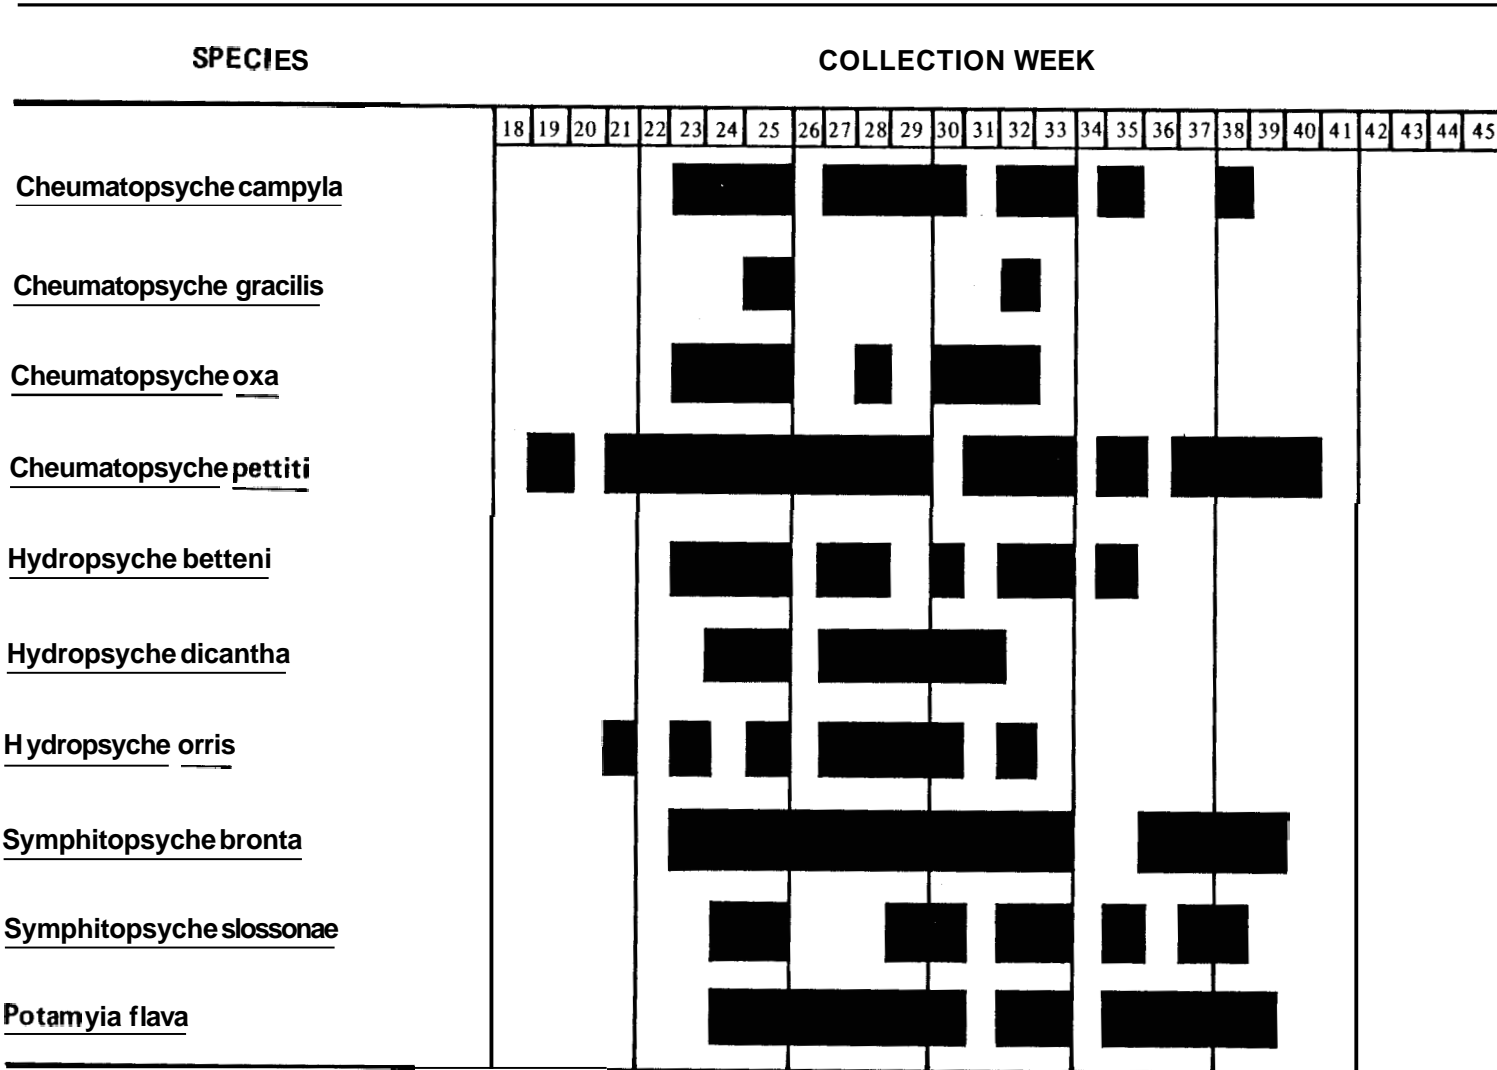 SPECIES COLLECTION WEEK
18 19 20 21 22 23 24 25 26 27 28 29 30 31 32 33 34 35 36 37 38 39 40 41 42 43 44 45
Cheumatopsyche campyla
Cheumatopsyche gracilis
Cheumatopsyche oxa
Cheumatopsyche pettiti
Hydropsyche betteni
Hydropsyche dicantha
Hydropsyche orris
Symphitopsyche bronta
Symphitopsyche slossonae
Potamyia flava